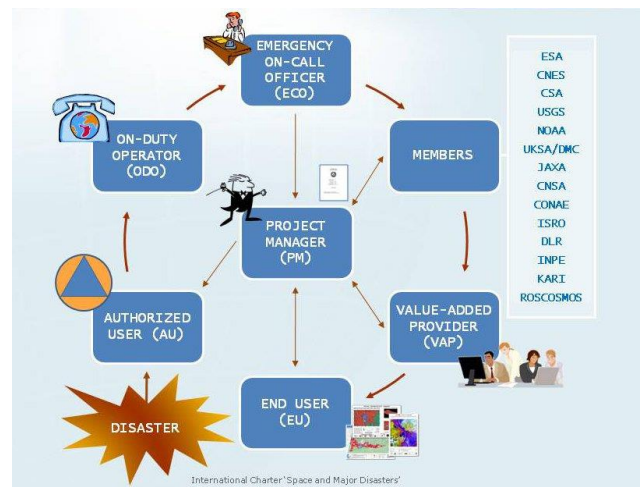 EMERGENCY
ON-CALL
OFFICER
(ECO)
ON-DUTY
OPERATOR
(ODO)
MEMBERS
PROJECT
MANAGER
(PM)
AUTHORIZED
USER (AU)
VALUE-ADDED
PROVIDER
(VAP)
END USER
(EU)
DISASTER
ESA
CNES
CSA
USGS
NOAA
UKSA/DMC
JAXA
CNSA
CONAE
ISRO
DLR
INPE
KARI
ROSCOSMOS
International Charter'Space and Major Disasters'